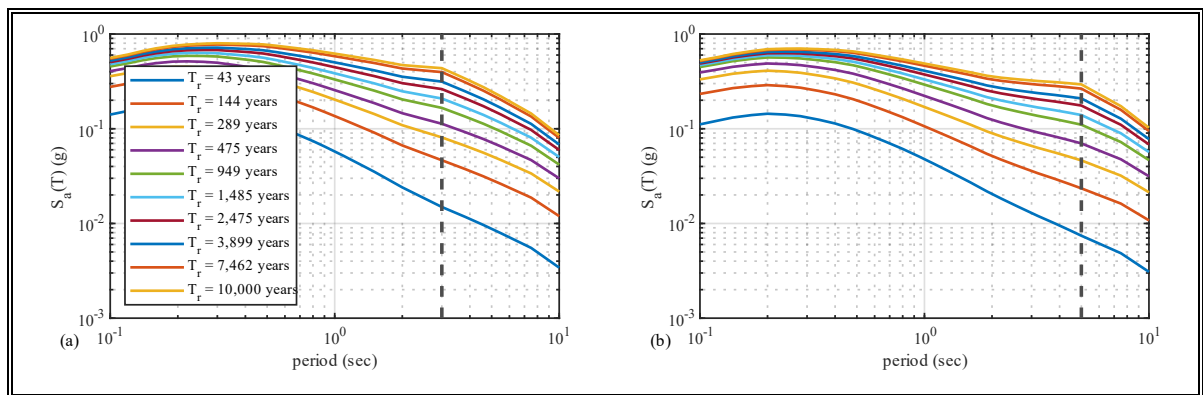 10^0
10^-1
10^-2
10^-3
S_a(T) (g)
T_r = 43 years
T_r = 144 years
T_r = 289 years
T_r = 475 years
T_r = 949 years
T_r = 1,485 years
T_r = 2,475 years
T_r = 3,899 years
T_r = 7,462 years
T_r = 10,000 years
10^-1 10^0 10^1
(a) period (sec)
10^0
10^-1
10^-2
10^-3
S_a(T) (g)
10^-1 10^0 10^1
(b) period (sec)